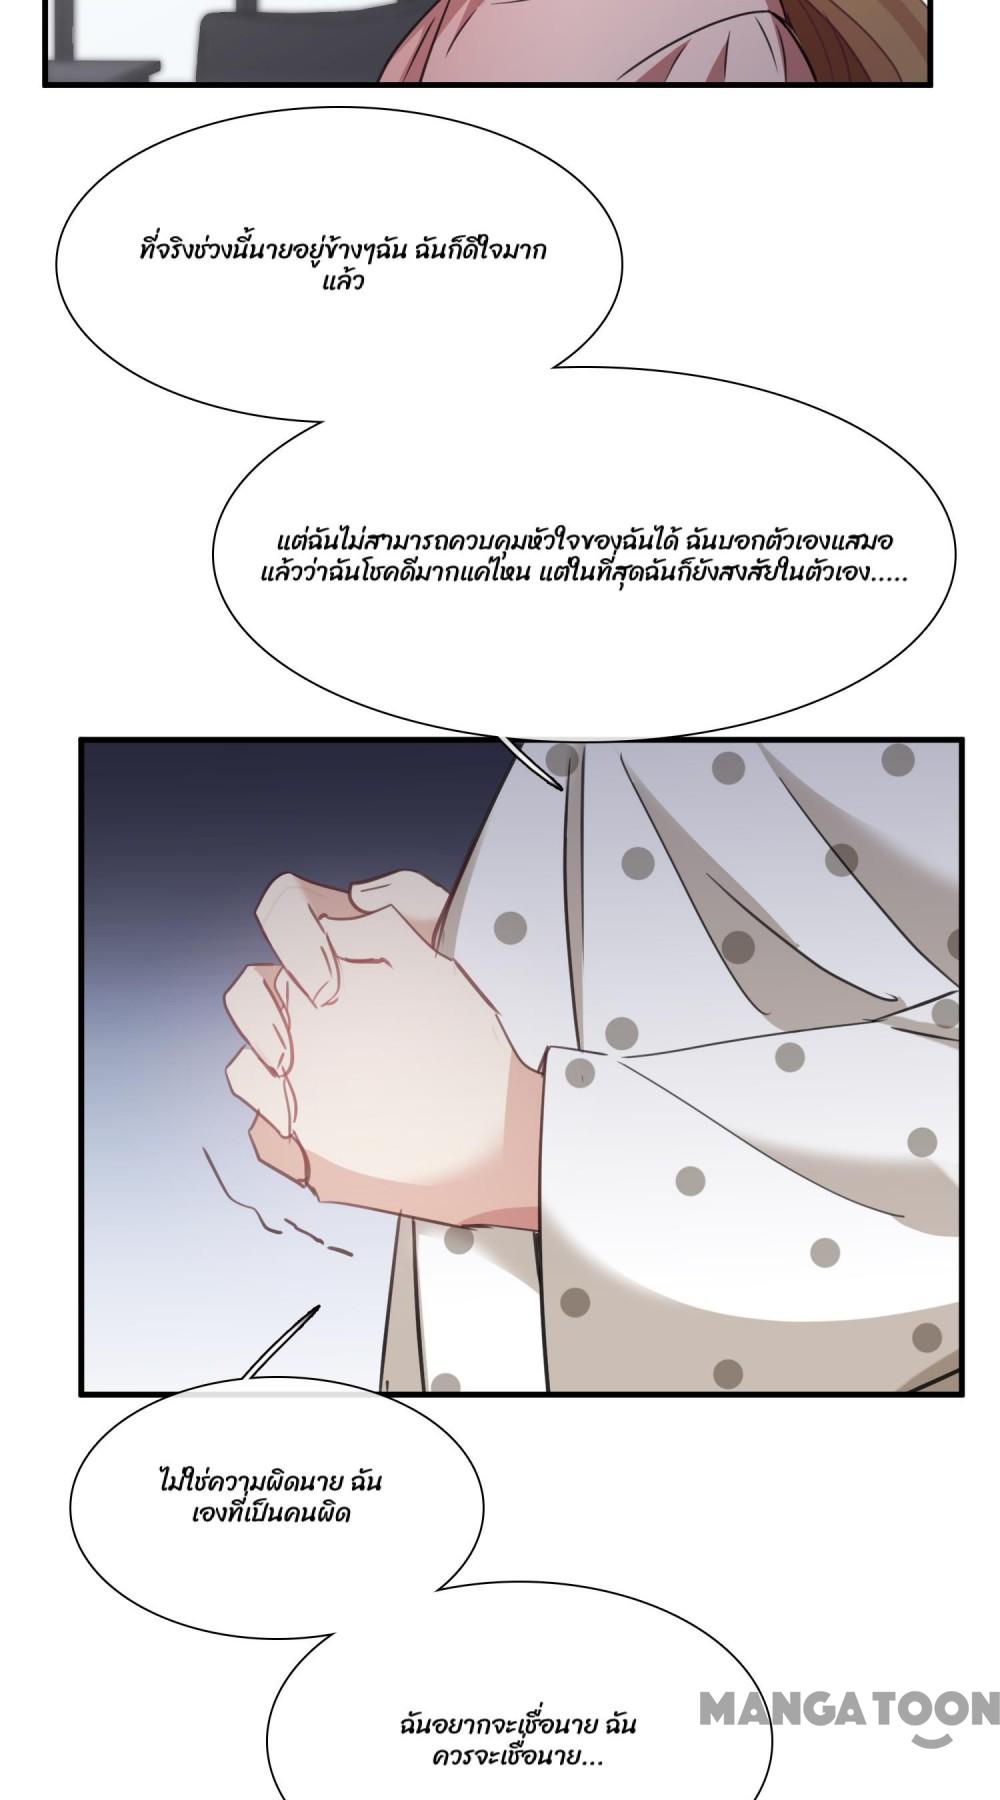 ที่จริงช่วงนี้นายอยู่ข้างๆฉัน ฉันก็ดีใจมาก
แล้ว
แต่ฉันไม่สามารถควบคุมหัวใจของฉันได้ ฉันบอกตัวเองเสมอ
แล้วว่าฉันโชคดีมากแค่ไหน แต่ในที่สุดฉันก็ยังสงสัยในตัวเอง.....
ไม่ใช่ความผิดนาย ฉัน
เองที่เป็นคนผิด
ฉันอยากจะเชื่อนาย ฉัน
ควรจะเชื่อนาย...
MANGATOON